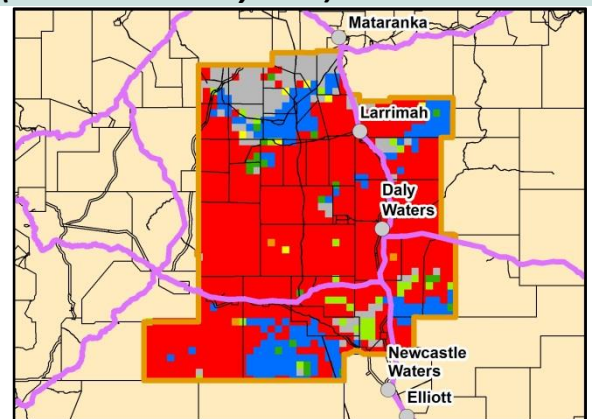 Mataranka
Larrimah
Daly
Waters
Newcastle
Waters
Elliott